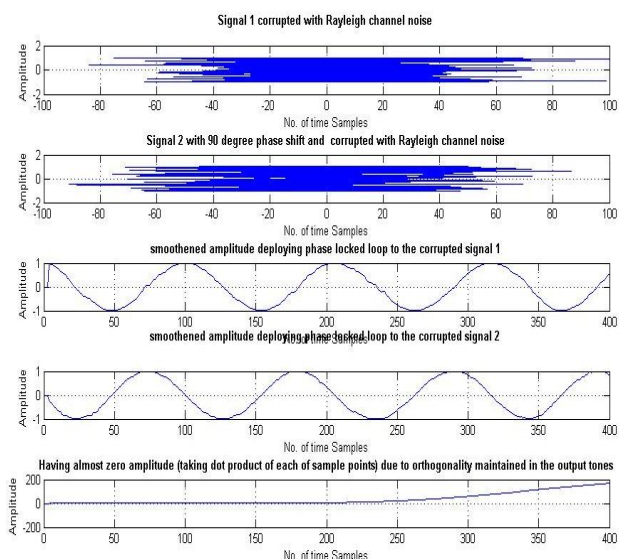 Signal 1 corrupted with Rayleigh channel noise
Amplitude
2
0
-2
-100 -80 -60 -40 -20 0 20 40 60 80 100
No. of time Samples
Signal 2 with 90 degree phase shift and corrupted with Rayleigh channel noise
Amplitude
2
0
-2
-100 -80 -60 -40 -20 0 20 40 60 80 100
No. of time Samples
smoothened amplitude deploying phase locked loop to the corrupted signal 1
Amplitude
1
0
-1
0 50 100 150 200 250 300 350 400
No. of time Samples
smoothened amplitude deploying phase locked loop to the corrupted signal 2
Amplitude
1
0
-1
0 50 100 150 200 250 300 350 400
No. of time Samples
Having almost zero amplitude (taking dot product of each of sample points) due to orthogonality maintained in the output tones
Amplitude
200
0
-200
0 50 100 150 200 250 300 350 400
No. of time Samples